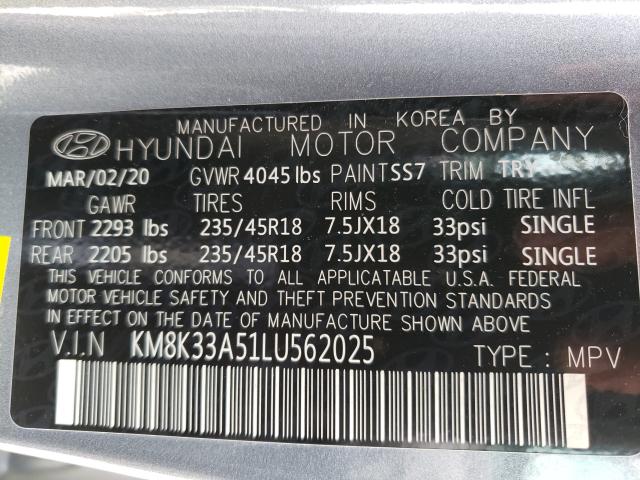 MANUFACTURED IN KOREA BY
HYUNDAI MOTOR COMPANY
MAR/02/20 GVWR 4045 lbs PAINT SS7 TRIM TRY
GAWR TIRES RIMS COLD TIRE INFL
FRONT 2293 lbs 235/45R18 7.5JX18 33psi SINGLE
REAR 2205 lbs 235/45R18 7.5JX18 33psi SINGLE
THIS VEHICLE CONFORMS TO ALL APPLICATABLE U.S.A. FEDERAL
MOTOR VEHICLE SAFETY AND THEFT PREVENTION STANDARDS
IN EFFECT ON THE DATE OF MANUFACTURE SHOWN ABOVE.
V.I.N KM8K33A51LU562025 TYPE : MPV